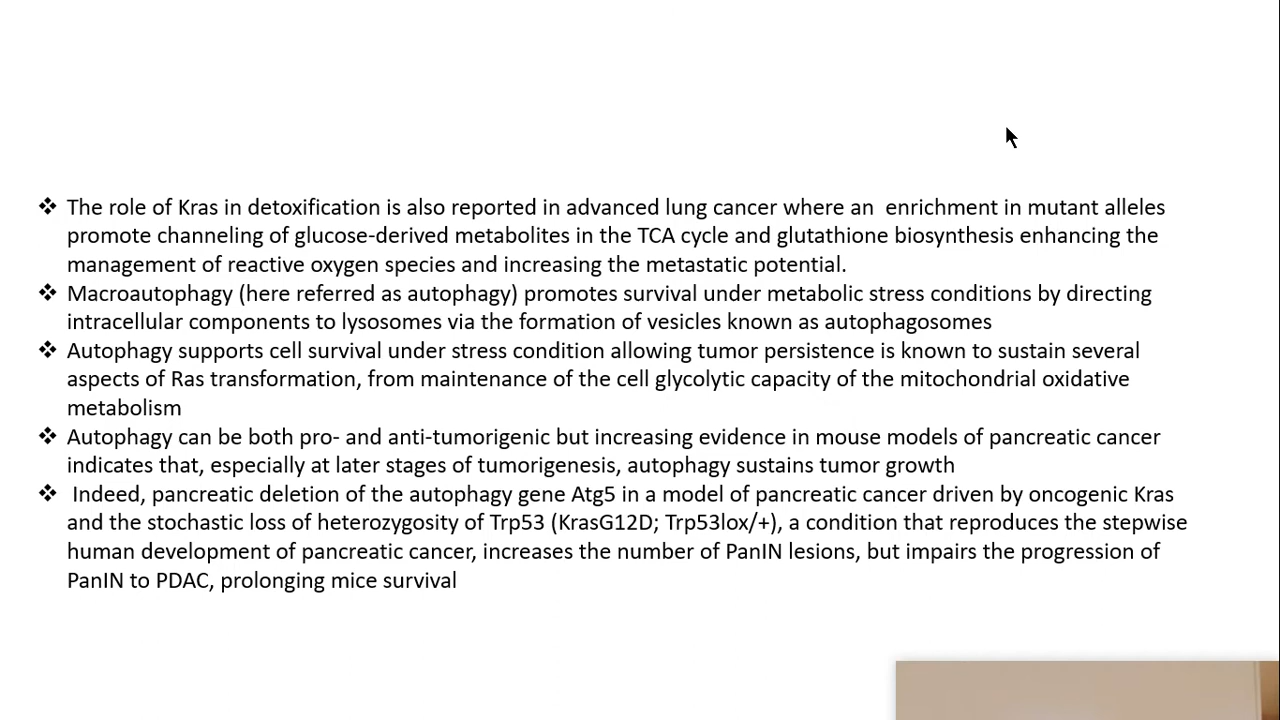 ❖ The role of Kras in detoxification is also reported in advanced lung cancer where an  enrichment in mutant alleles
promote channeling of glucose-derived metabolites in the TCA cycle and glutathione biosynthesis enhancing the
management of reactive oxygen species and increasing the metastatic potential.
❖ Macroautophagy (here referred as autophagy) promotes survival under metabolic stress conditions by directing
intracellular components to lysosomes via the formation of vesicles known as autophagosomes
❖ Autophagy supports cell survival under stress condition allowing tumor persistence is known to sustain several
aspects of Ras transformation, from maintenance of the cell glycolytic capacity of the mitochondrial oxidative
metabolism
❖ Autophagy can be both pro- and anti-tumorigenic but increasing evidence in mouse models of pancreatic cancer
indicates that, especially at later stages of tumorigenesis, autophagy sustains tumor growth
❖ Indeed, pancreatic deletion of the autophagy gene Atg5 in a model of pancreatic cancer driven by oncogenic Kras
and the stochastic loss of heterozygosity of Trp53 (KrasG12D; Trp53lox/+), a condition that reproduces the stepwise
human development of pancreatic cancer, increases the number of PanIN lesions, but impairs the progression of
PanIN to PDAC, prolonging mice survival